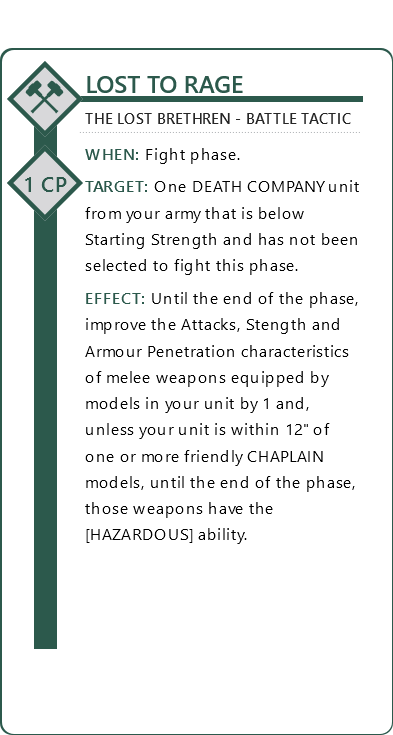 LOST TO RAGE
THE LOST BRETHREN - BATTLE TACTIC
WHEN: Fight phase.
1 CP
TARGET: One DEATH COMPANY unit
from your army that is below
Starting Strength and has not been
selected to fight this phase.
EFFECT: Until the end of the phase,
improve the Attacks, Stength and
Armour Penetration characteristics
of melee weapons equipped by
models in your unit by 1 and,
unless your unit is within 12" of
one or more friendly CHAPLAIN
models, until the end of the phase,
those weapons have the
[HAZARDOUS] ability.